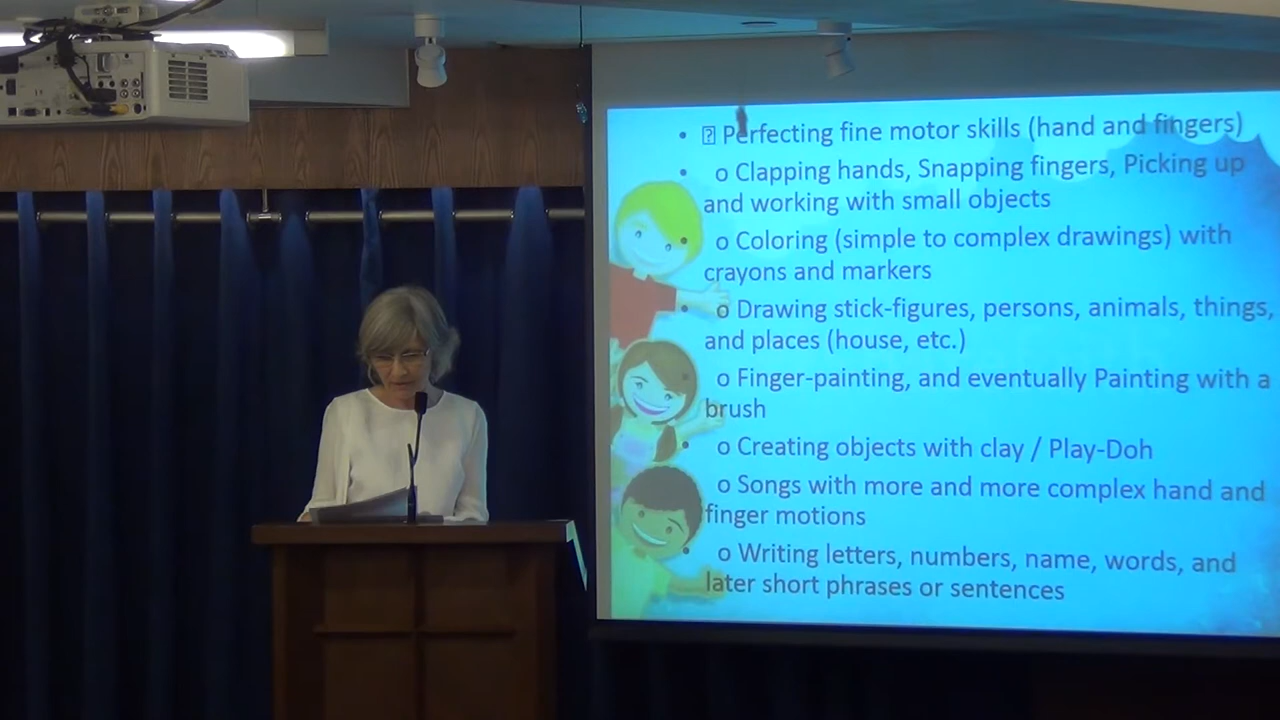 • ⍰ Perfecting fine motor skills (hand and fingers)
• o Clapping hands, Snapping fingers, Picking up
and working with small objects
• o Coloring (simple to complex drawings) with
crayons and markers
• o Drawing stick-figures, persons, animals, things,
and places (house, etc.)
• o Finger-painting, and eventually Painting with a
brush
• o Creating objects with clay / Play-Doh
• o Songs with more and more complex hand and
finger motions
• o Writing letters, numbers, name, words, and
later short phrases or sentences